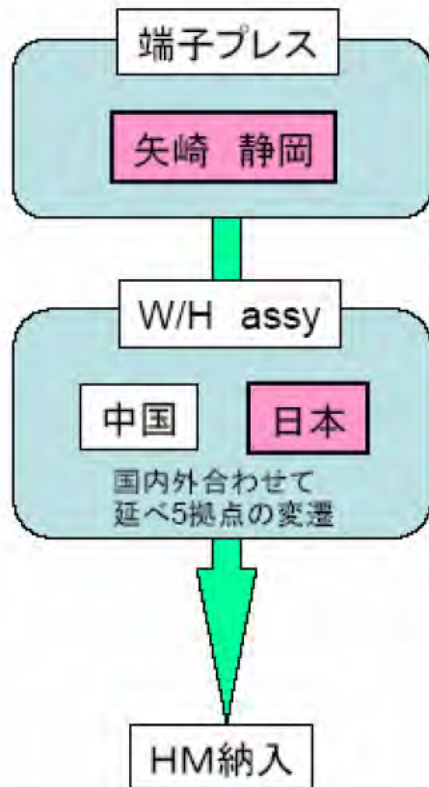 端子プレス
矢崎 静岡
W/H assy
中国 日本
国内外合わせて
延べ5拠点の変遷
HM納入